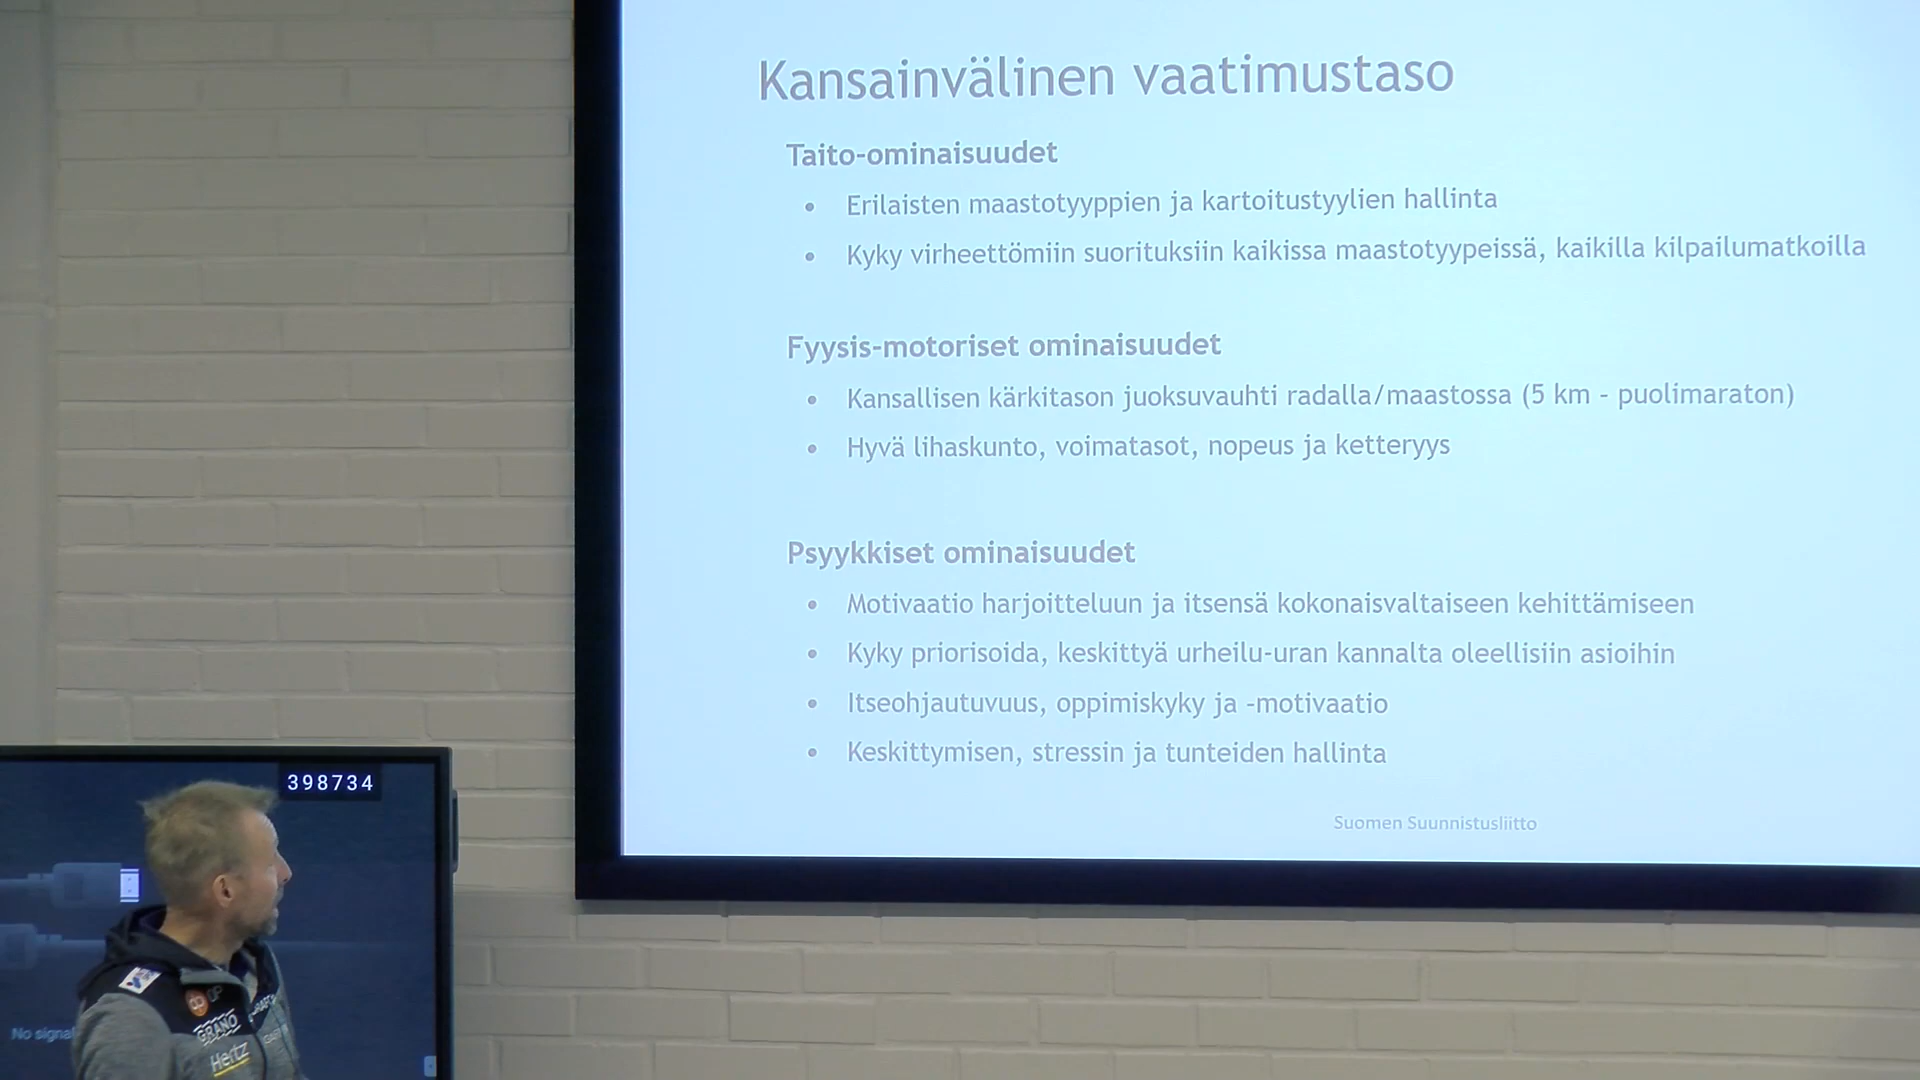 Kansainvälinen vaatimustaso
Taito-ominaisuudet
• Erilaisten maastotyyppien ja kartoitustyylien hallinta
• Kyky virheettömiin suorituksiin kaikissa maastotyypeissä, kaikilla kilpailumatkoilla
Fyysis-motoriset ominaisuudet
• Kansallisen kärkitason juoksuvauhti radalla/maastossa (5 km - puolimaraton)
• Hyvä lihaskunto, voimatasot, nopeus ja ketteryys
Psyykkiset ominaisuudet
• Motivaatio harjoitteluun ja itsensä kokonaisvaltaiseen kehittämiseen
• Kyky priorisoida, keskittyä urheilu-uran kannalta oleellisiin asioihin
• Itseohjautuvuus, oppimiskyky ja -motivaatio
• Keskittymisen, stressin ja tunteiden hallinta
Suomen Suunnistusliitto
398734
No signal
OP
GRANO
Hertz